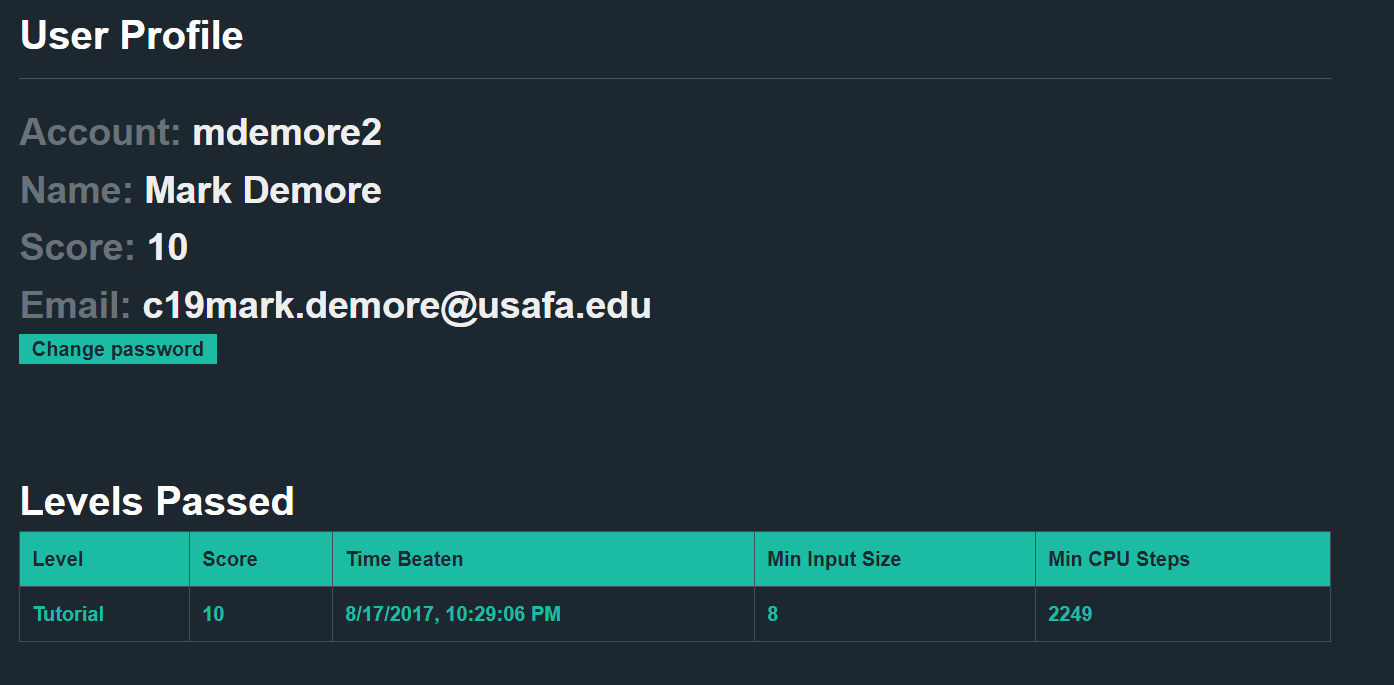 User Profile
Account: mdemore2
Name: Mark Demore
Score: 10
Email: c19mark.demore@usafa.edu
Change password
Levels Passed
Level Score Time Beaten Min Input Size Min CPU Steps
Tutorial 10 8/17/2017, 10:29:06 PM 8 2249